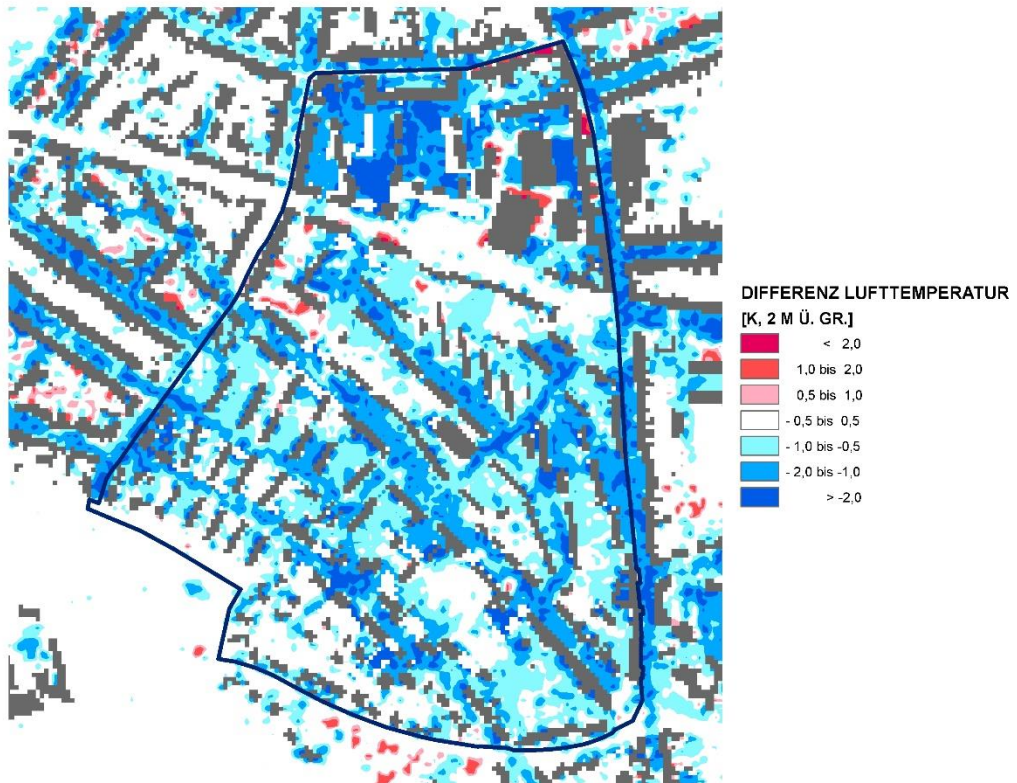 DIFFERENZ LUFTTEMPERATUR
[K, 2 M Ü. GR.]
< 2,0
1,0 bis 2,0
0,5 bis 1,0
- 0,5 bis 0,5
- 1,0 bis -0,5
- 2,0 bis -1,0
> -2,0